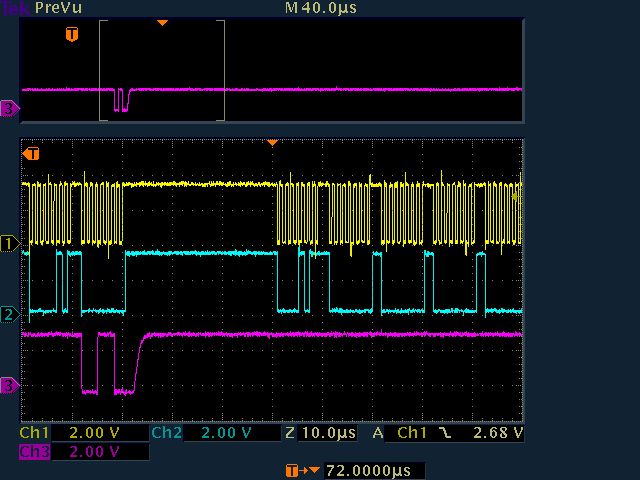 Tek PreVu M 40.0µs
T
3
T
1
2
3
Ch1 2.00 V Ch2 2.00 V Z 10.0µs A Ch1 2.68 V
Ch3 2.00 V
T 72.0000µs